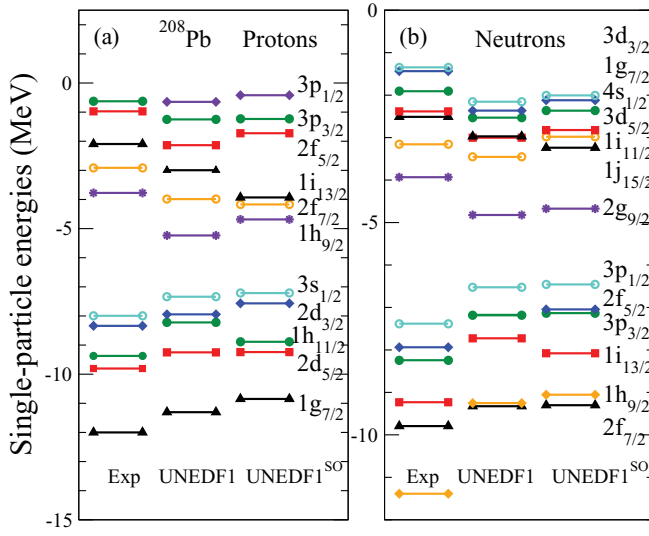 (a)
208Pb
Protons
0
-5
-10
-15
Single-particle energies (MeV)
3p1/2
3p3/2
2f5/2
1i13/2
2f7/2
1h9/2
3s1/2
2d3/2
1h11/2
2d5/2
1g7/2
Exp
UNEDF1
UNEDF1SO
(b)
Neutrons
0
-5
-10
3d3/2
1g7/2
4s1/2
3d5/2
1i11/2
1j15/2
2g9/2
3p1/2
2f5/2
3p3/2
1i13/2
1h9/2
2f7/2
Exp
UNEDF1
UNEDF1SO